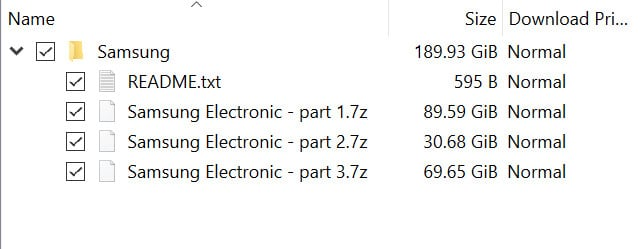 Name Size Download Pri...
Samsung 189.93 GiB Normal
README.txt 595 B Normal
Samsung Electronic - part 1.7z 89.59 GiB Normal
Samsung Electronic - part 2.7z 30.68 GiB Normal
Samsung Electronic - part 3.7z 69.65 GiB Normal